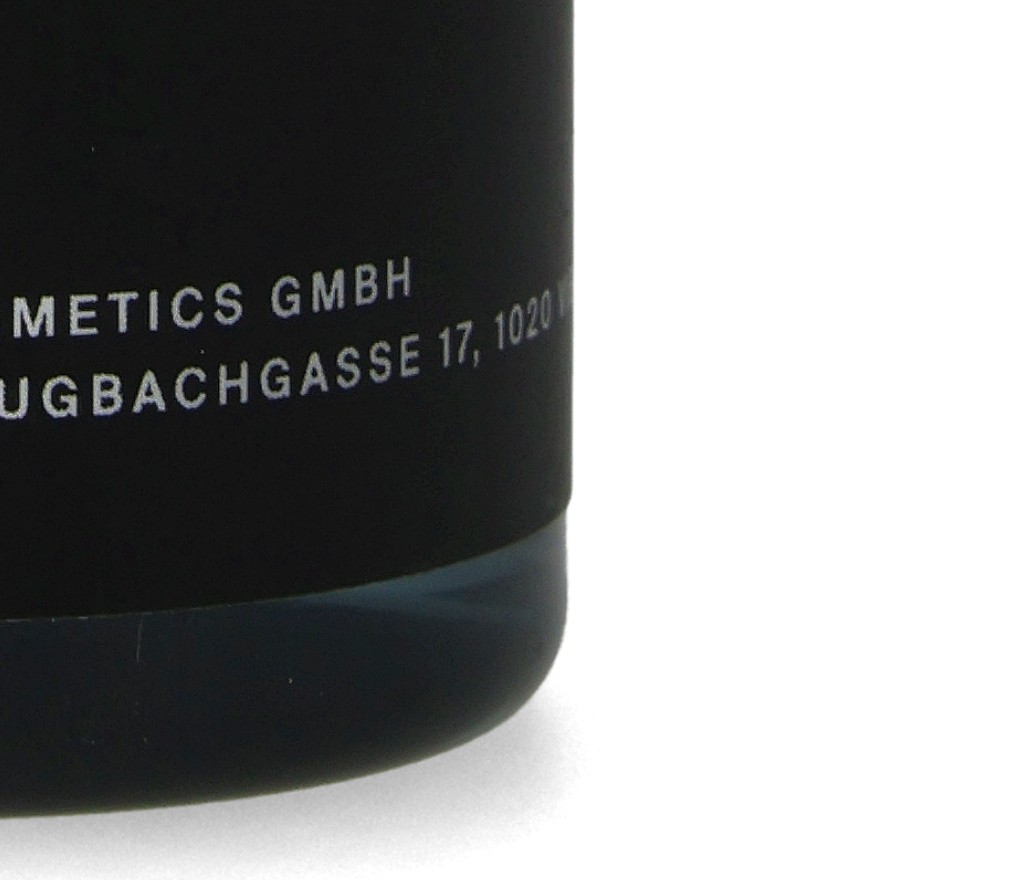 METICS GMBH
UGBACHGASSE 17, 1020